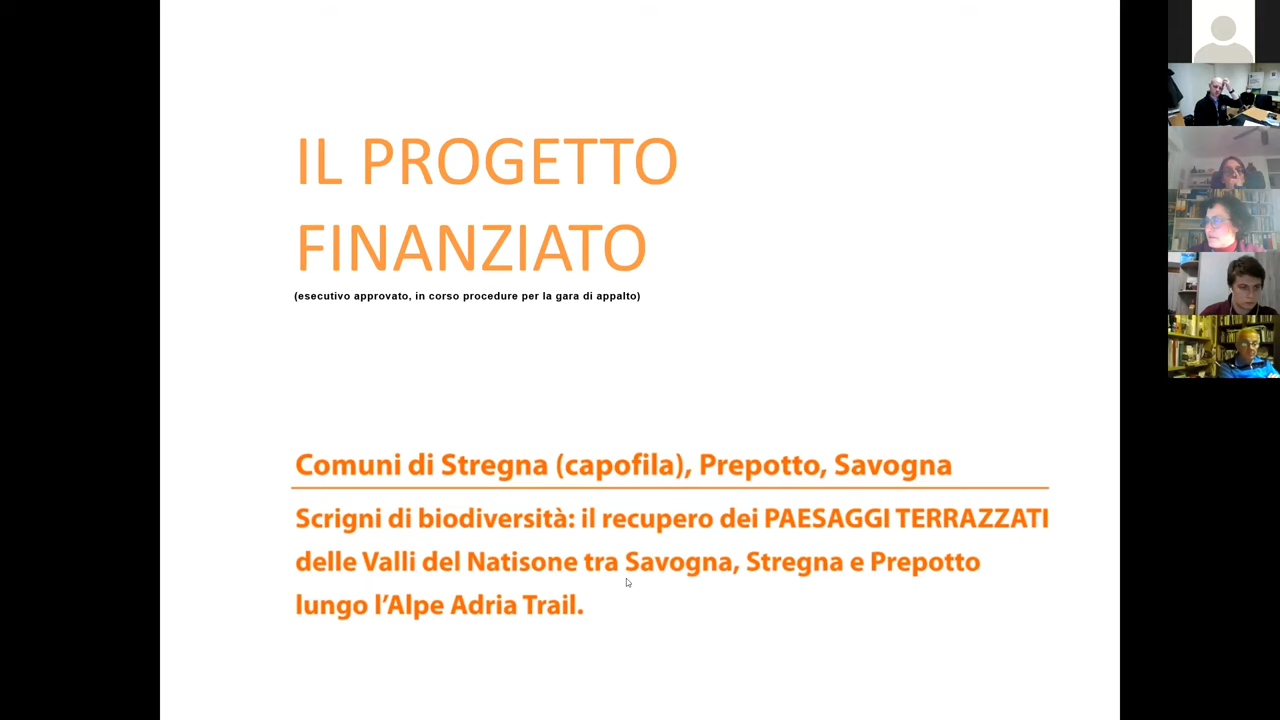 IL PROGETTO
FINANZIATO
(esecutivo approvato, in corso procedure per la gara di appalto)
Comuni di Stregna (capofila), Prepotto, Savogna
Scrigni di biodiversità: il recupero dei PAESAGGI TERRAZZATI
delle Valli del Natisone tra Savogna, Stregna e Prepotto
lungo l’Alpe Adria Trail.